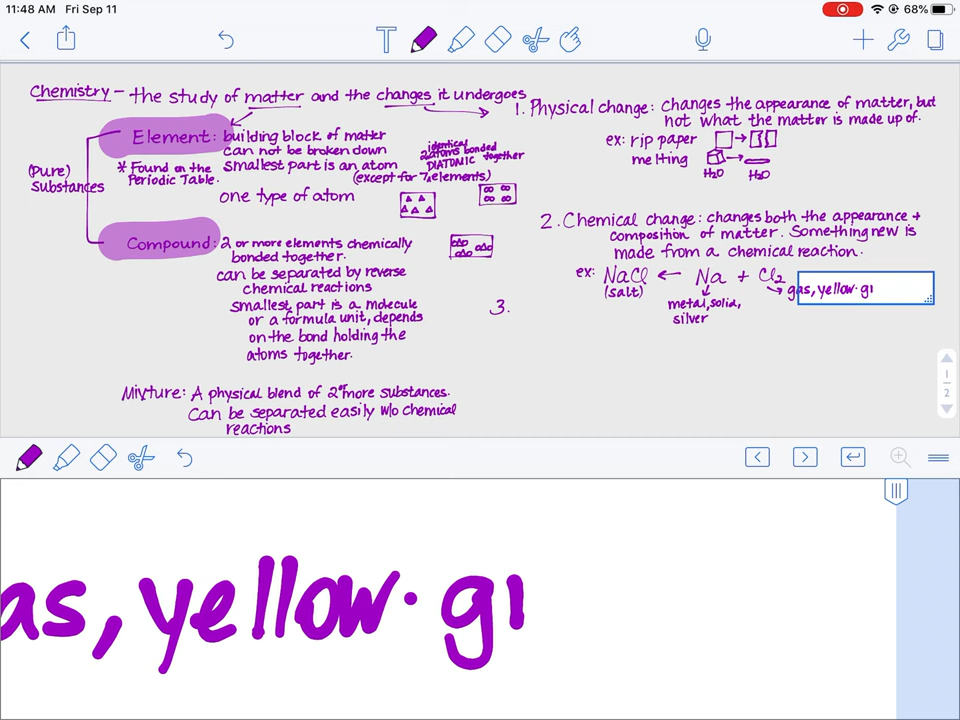 11:48 AM Fri Sep 11
68%
Chemistry - the study of matter and the changes it undergoes
Element: building block of matter
can not be broken down
smallest part is an atom
(except for 7 elements)
identical
2 atoms bonded
DIATONIC together
* Found on the
Periodic Table.
one type of atom
(Pure)
Substances
Compound: 2 or more elements chemically
bonded together.
can be separated by reverse
chemical reactions
smallest part is a molecule
or a formula unit, depends
on the bond holding the
atoms together.
Mixture: A physical blend of 2 or more substances.
Can be separated easily w/o chemical
reactions
1. Physical change: changes the appearance of matter, but
not what the matter is made up of.
ex: rip paper
melting
H2O H2O
2. Chemical change: changes both the appearance +
composition of matter. Something new is
made from a chemical reaction.
ex: NaCl ← Na + Cl2
(salt)
metal, solid,
silver
gas, yellow-gr
3.
1
2
as, yellow-gr